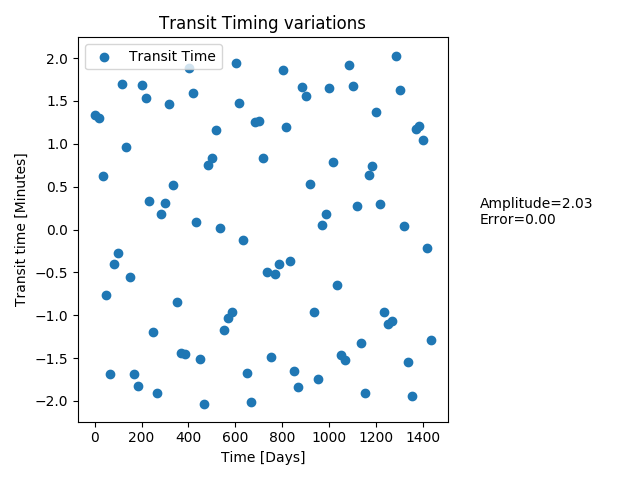 Transit Timing variations
Transit Time
2.0
1.5
1.0
0.5
0.0
−0.5
−1.0
−1.5
−2.0
Transit time [Minutes]
0 200 400 600 800 1000 1200 1400
Time [Days]
Amplitude=2.03
Error=0.00